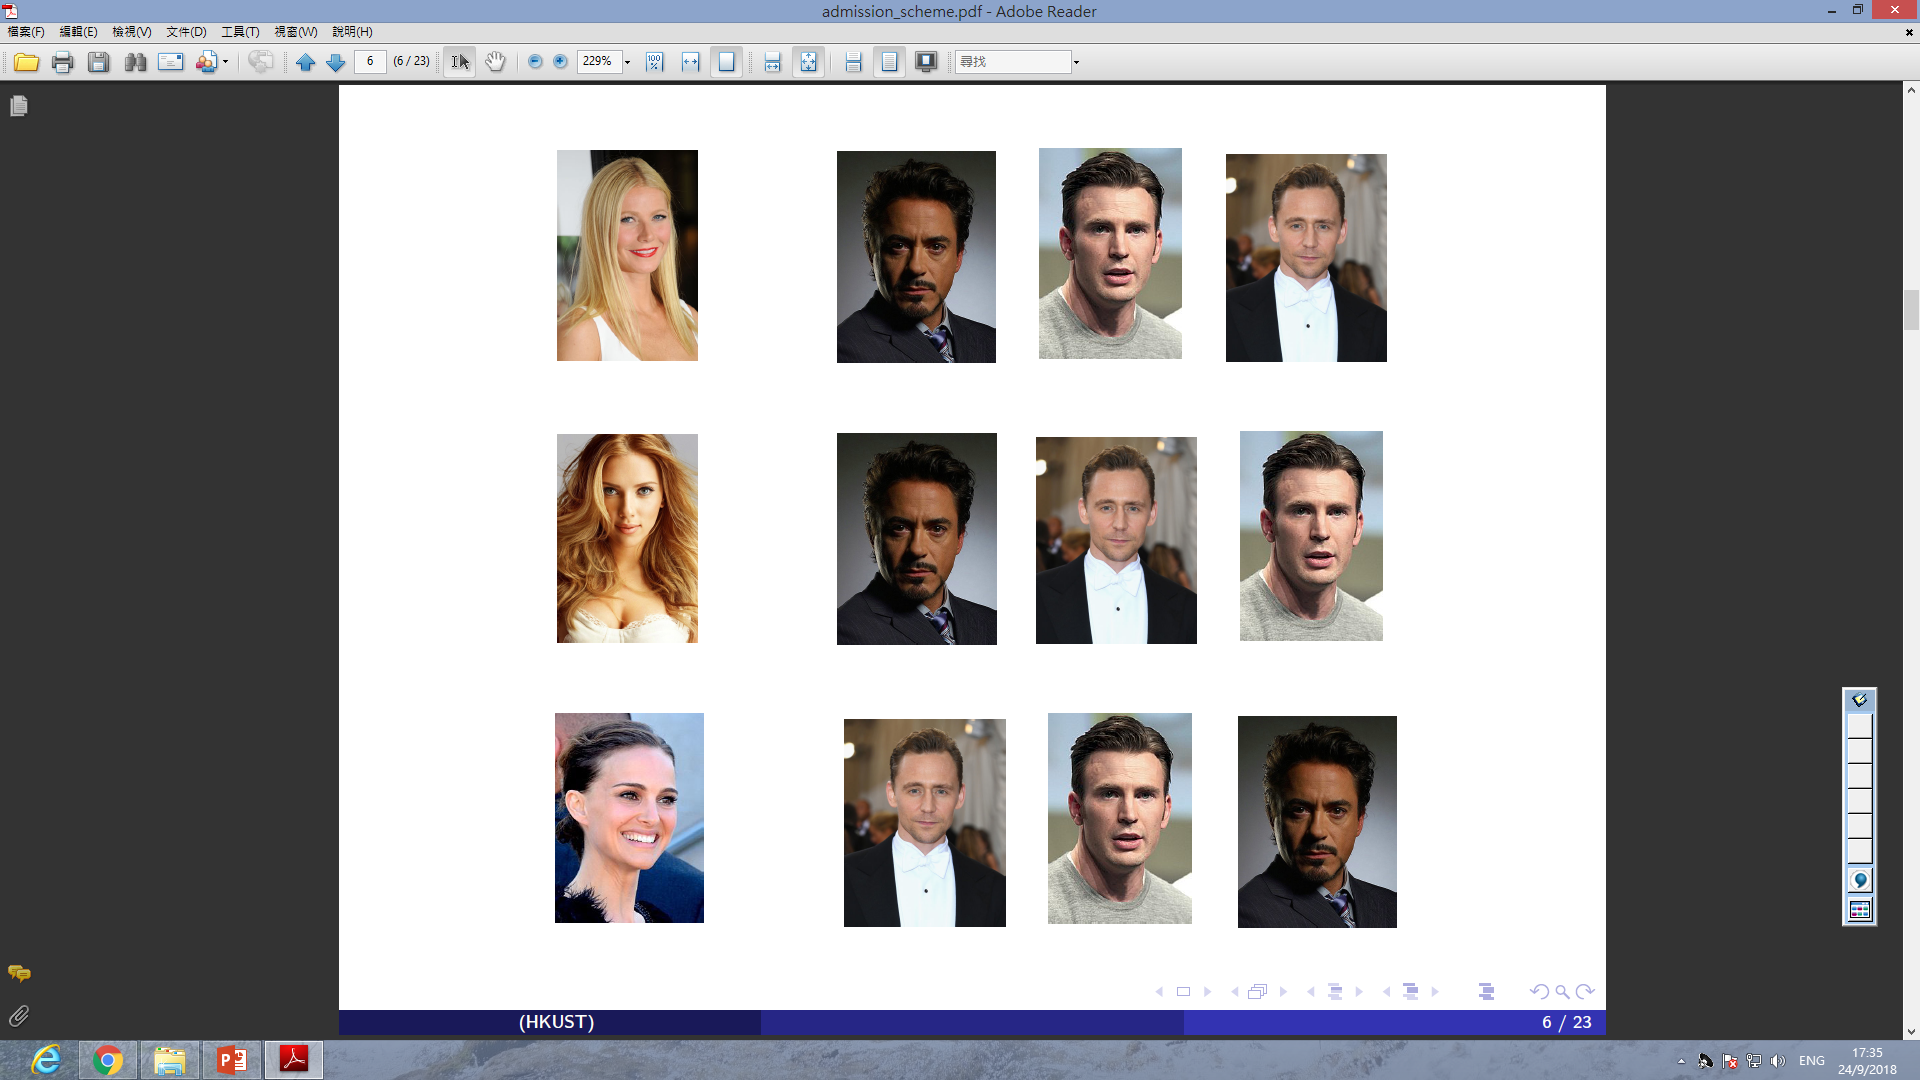 admission_scheme.pdf - Adobe Reader
檔案(F) 編輯(E) 檢視(V) 文件(D) 工具(T) 視窗(W) 說明(H)
6 (6 / 23) 229% 尋找
(HKUST) 6 / 23
ENG
17:35
24/9/2018